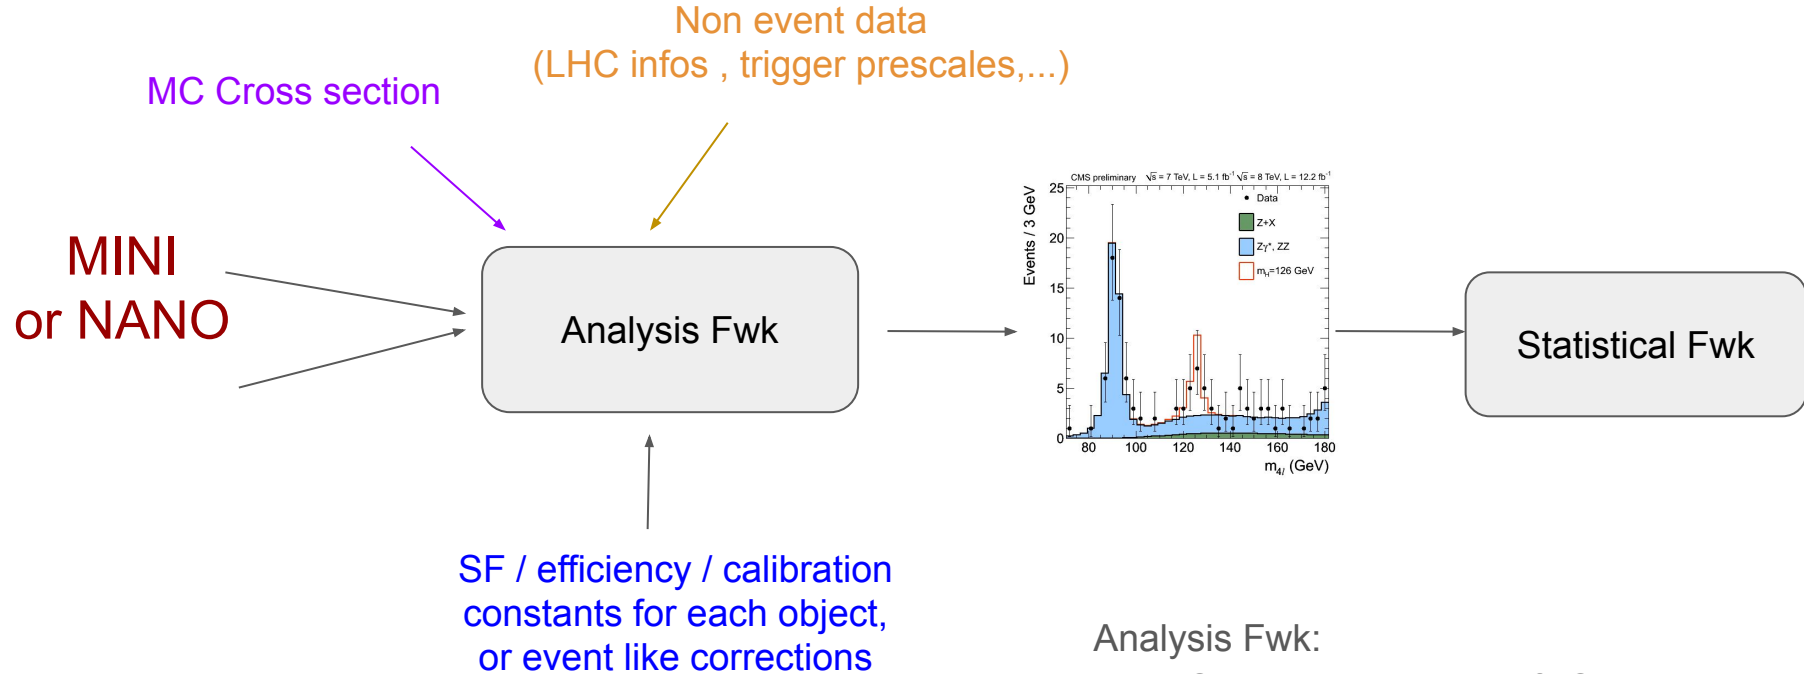 Non event data
(LHC infos , trigger prescales,...)
MC Cross section
MINI
or NANO
Analysis Fwk
CMS preliminary √s = 7 TeV, L = 5.1 fb⁻¹ √s = 8 TeV, L = 12.2 fb⁻¹
Events / 3 GeV
25
20
15
10
5
0
Data
Z+X
Zγ*, ZZ
m_H=126 GeV
80 100 120 140 160 180
m_4l (GeV)
Statistical Fwk
SF / efficiency / calibration
constants for each object,
or event like corrections
Analysis Fwk: